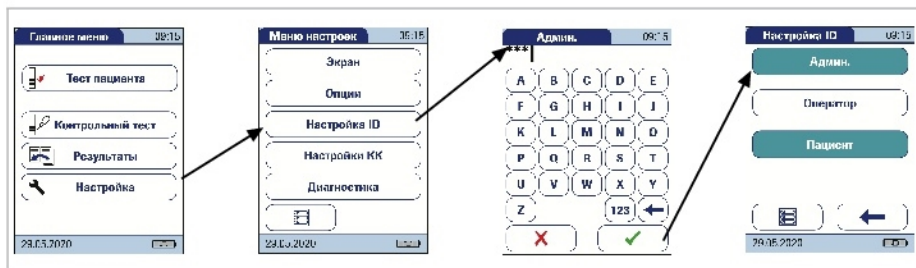 Главное меню 09:15
Тест пациента
Контрольный тест
Результаты
Настройка
29.05.2020
Меню настроек 09:15
Экран
Опции
Настройка ID
Настройки КК
Диагностика
29.05.2020
Админ. 09:15
***
A B C D E
F G H I J
K L M N O
P Q R S T
U V W X Y
Z 123
Настройка ID 09:15
Админ.
Оператор
Пациент
29.05.2020